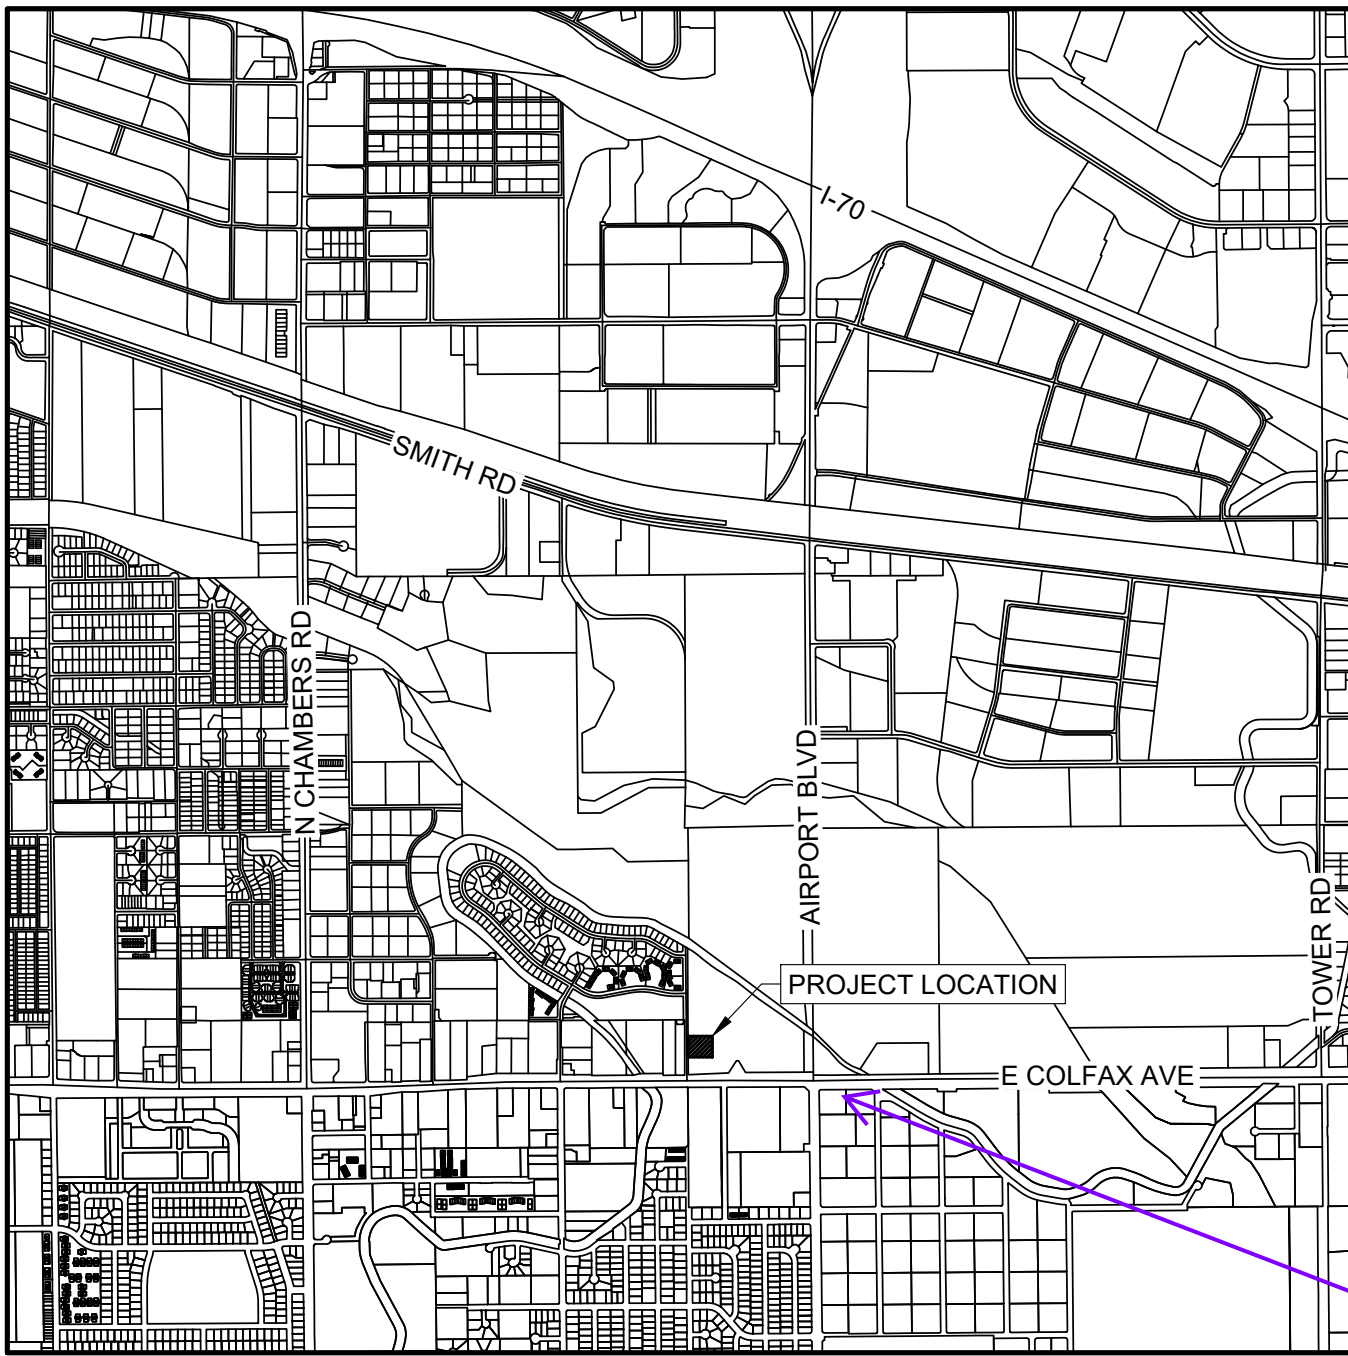 I-70
SMITH RD
N CHAMBERS RD
AIRPORT BLVD
TOWER RD
PROJECT LOCATION
E COLFAX AVE